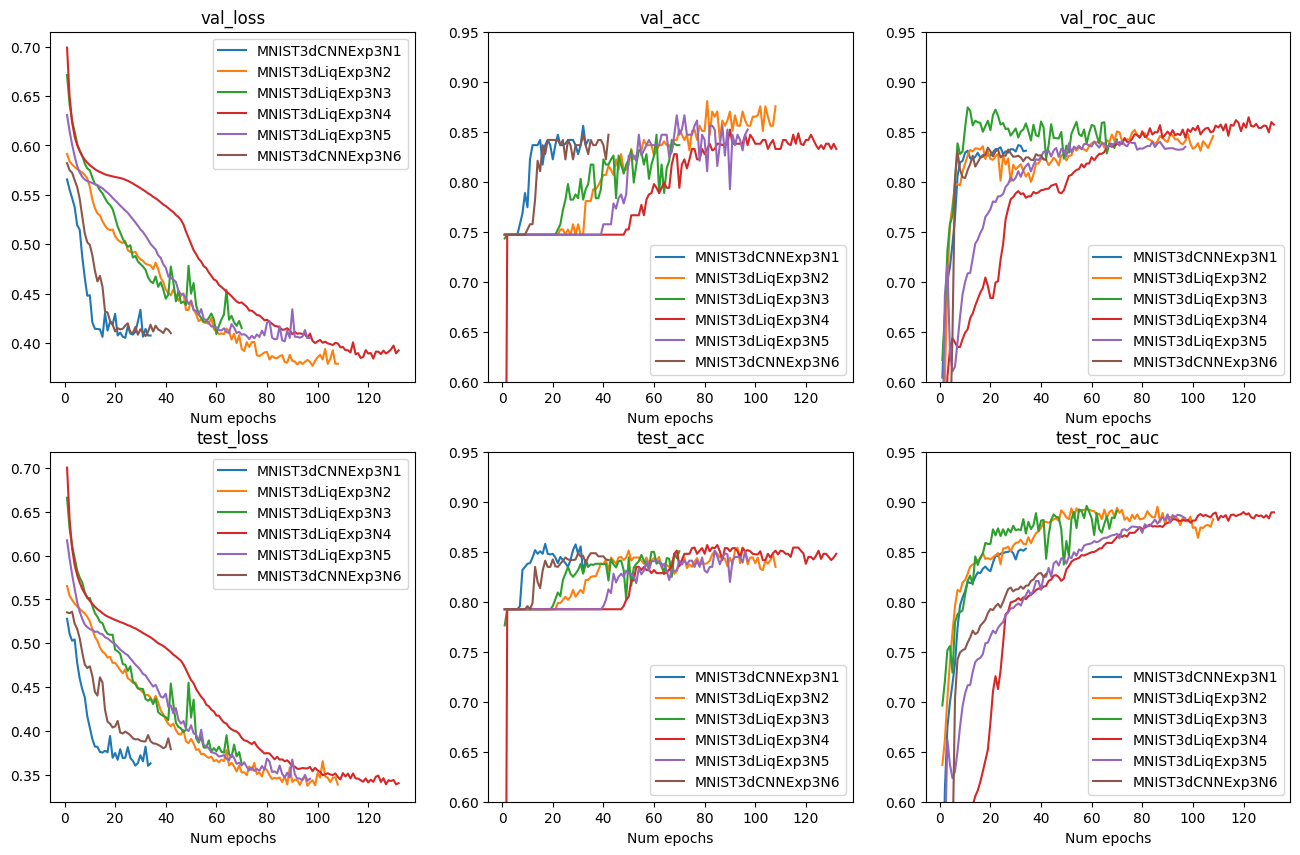 val_loss
0.70
0.65
0.60
0.55
0.50
0.45
0.40
0 20 40 60 80 100 120
Num epochs
MNIST3dCNNExp3N1
MNIST3dLiqExp3N2
MNIST3dLiqExp3N3
MNIST3dLiqExp3N4
MNIST3dLiqExp3N5
MNIST3dCNNExp3N6
val_acc
0.95
0.90
0.85
0.80
0.75
0.70
0.65
0.60
0 20 40 60 80 100 120
Num epochs
MNIST3dCNNExp3N1
MNIST3dLiqExp3N2
MNIST3dLiqExp3N3
MNIST3dLiqExp3N4
MNIST3dLiqExp3N5
MNIST3dCNNExp3N6
val_roc_auc
0.95
0.90
0.85
0.80
0.75
0.70
0.65
0.60
0 20 40 60 80 100 120
Num epochs
MNIST3dCNNExp3N1
MNIST3dLiqExp3N2
MNIST3dLiqExp3N3
MNIST3dLiqExp3N4
MNIST3dLiqExp3N5
MNIST3dCNNExp3N6
test_loss
0.70
0.65
0.60
0.55
0.50
0.45
0.40
0.35
0 20 40 60 80 100 120
Num epochs
MNIST3dCNNExp3N1
MNIST3dLiqExp3N2
MNIST3dLiqExp3N3
MNIST3dLiqExp3N4
MNIST3dLiqExp3N5
MNIST3dCNNExp3N6
test_acc
0.95
0.90
0.85
0.80
0.75
0.70
0.65
0.60
0 20 40 60 80 100 120
Num epochs
MNIST3dCNNExp3N1
MNIST3dLiqExp3N2
MNIST3dLiqExp3N3
MNIST3dLiqExp3N4
MNIST3dLiqExp3N5
MNIST3dCNNExp3N6
test_roc_auc
0.95
0.90
0.85
0.80
0.75
0.70
0.65
0.60
0 20 40 60 80 100 120
Num epochs
MNIST3dCNNExp3N1
MNIST3dLiqExp3N2
MNIST3dLiqExp3N3
MNIST3dLiqExp3N4
MNIST3dLiqExp3N5
MNIST3dCNNExp3N6